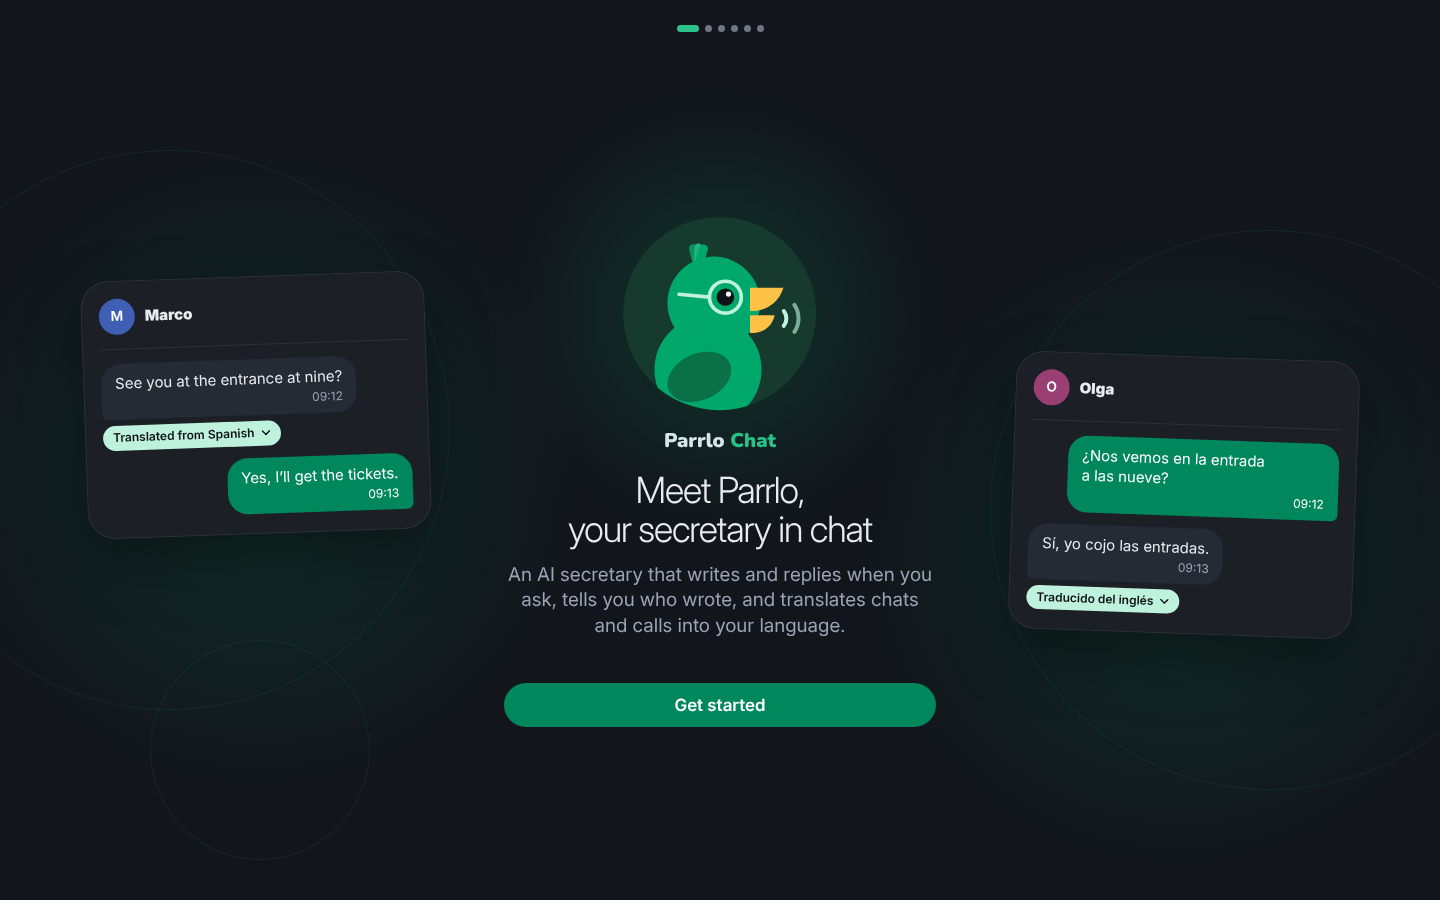 M
Marco
See you at the entrance at nine?
09:12
Translated from Spanish
Yes, I'll get the tickets.
09:13
Parrlo Chat
Meet Parrlo,
your secretary in chat
An AI secretary that writes and replies when you
ask, tells you who wrote, and translates chats
and calls into your language.
Get started
O
Olga
¿Nos vemos en la entrada
a las nueve?
09:12
Sí, yo cojo las entradas.
09:13
Traducido del inglés